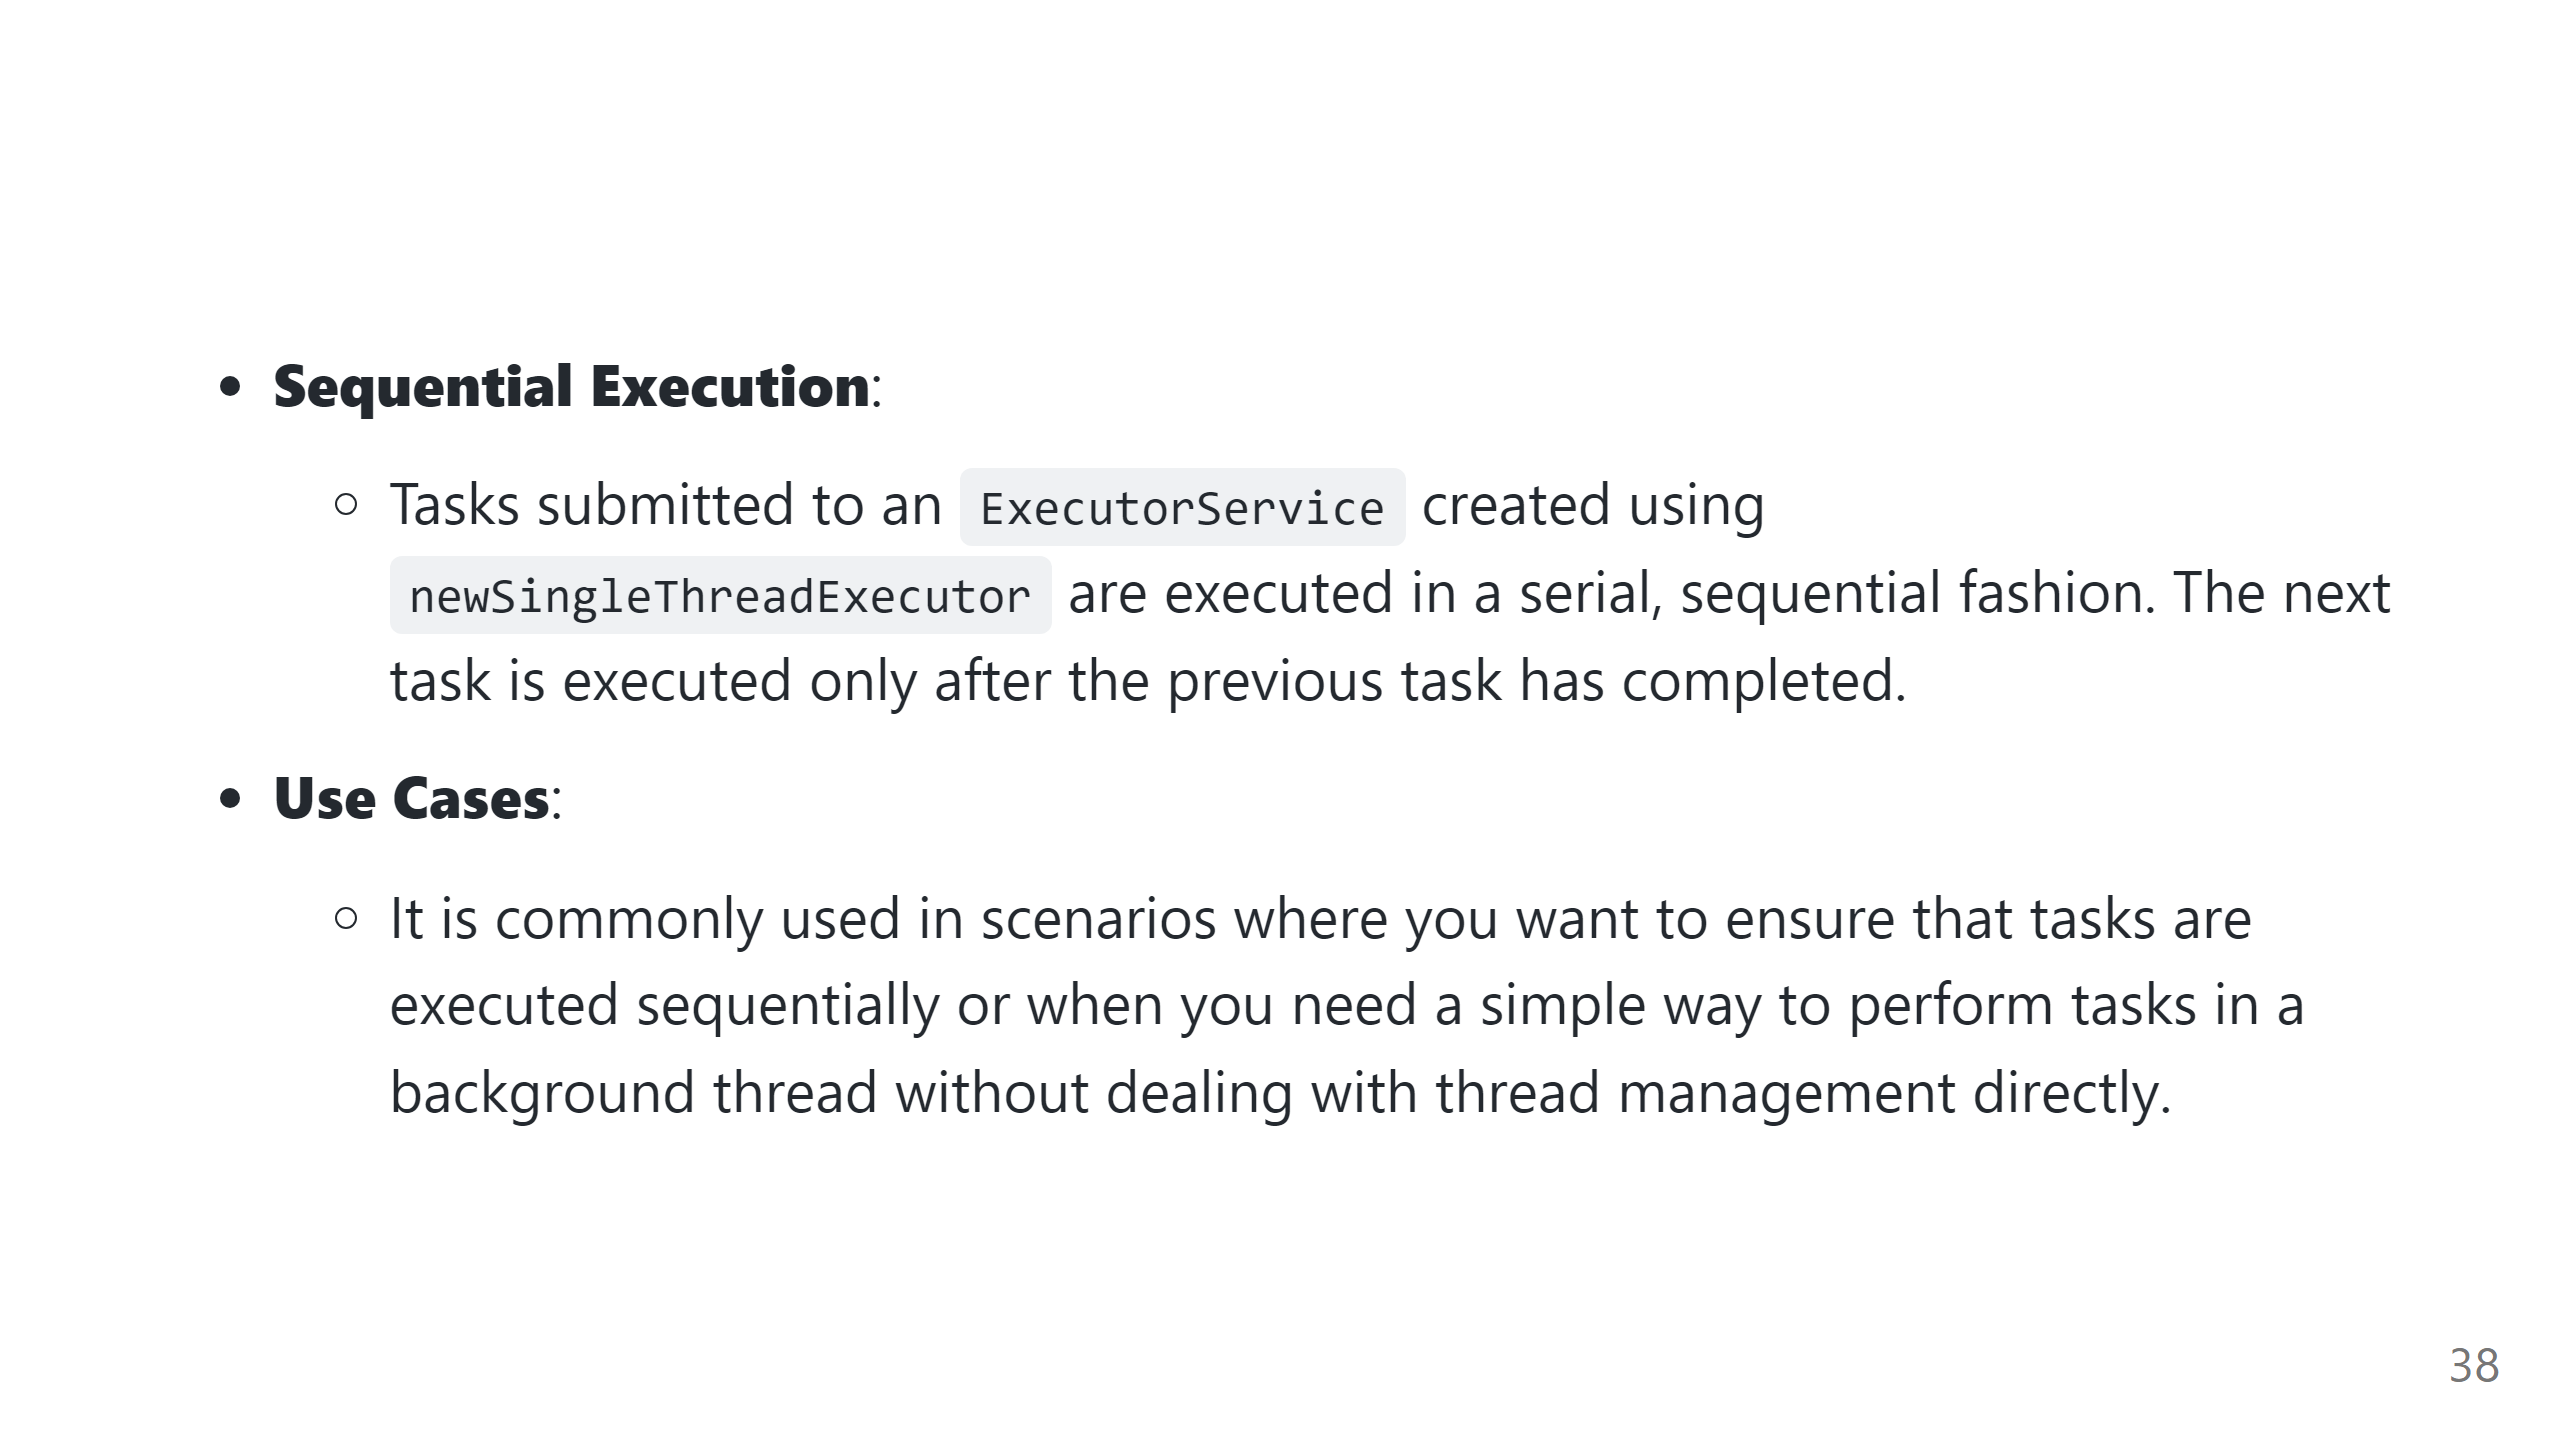 • Sequential Execution:
○ Tasks submitted to an ExecutorService created using
newSingleThreadExecutor are executed in a serial, sequential fashion. The next
task is executed only after the previous task has completed.
• Use Cases:
○ It is commonly used in scenarios where you want to ensure that tasks are
executed sequentially or when you need a simple way to perform tasks in a
background thread without dealing with thread management directly.
38